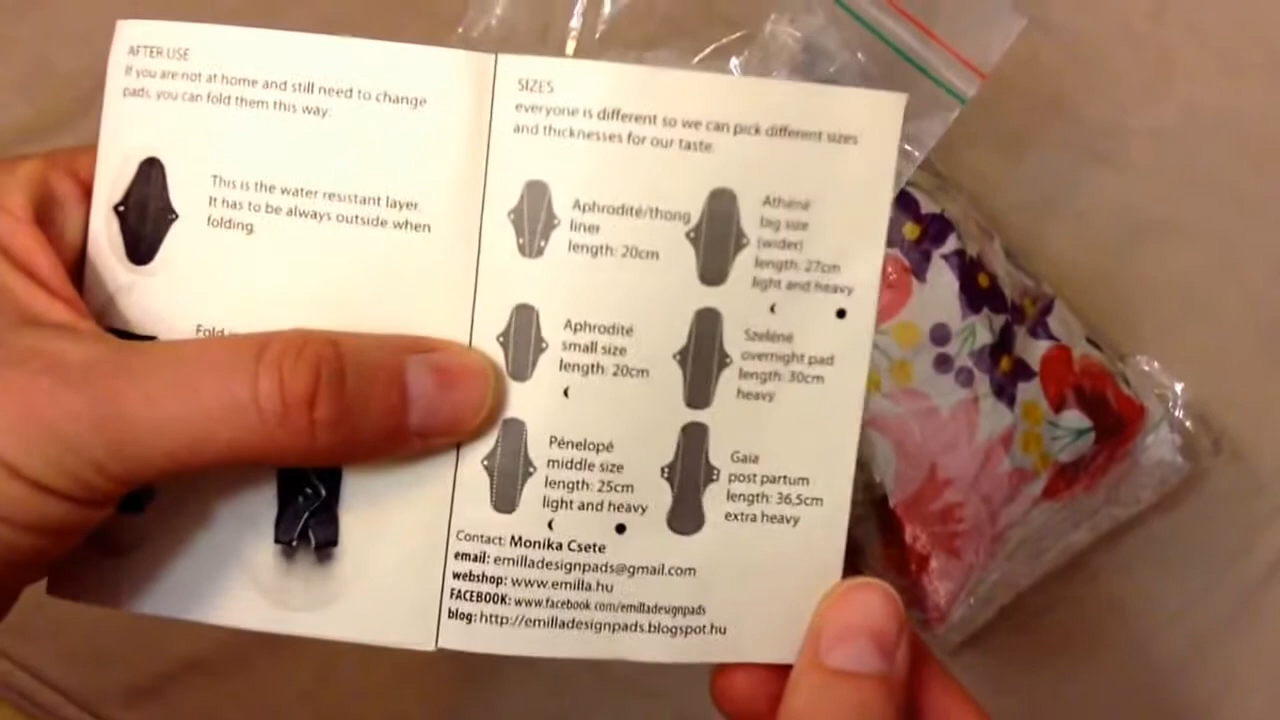 AFTER USE
If you are not at home and still need to change
pads, you can fold them this way:
This is the water resistant layer.
It has to be always outside when
folding.
Fold
SIZES
everyone is different so we can pick different sizes
and thicknesses for our taste.
Aphrodité/thong
liner
length: 20cm
Athéné
big size
(wider)
length: 27cm
light and heavy
Aphrodité
small size
length: 20cm
Szeléné
overnight pad
length: 30cm
heavy
Pénelopé
middle size
length: 25cm
light and heavy
Gaia
post partum
length: 36,5cm
extra heavy
Contact: Monika Csete
email: emilladesignpads@gmail.com
webshop: www.emilla.hu
FACEBOOK: www.facebook.com/emilladesignpads
blog: http://emilladesignpads.blogspot.hu